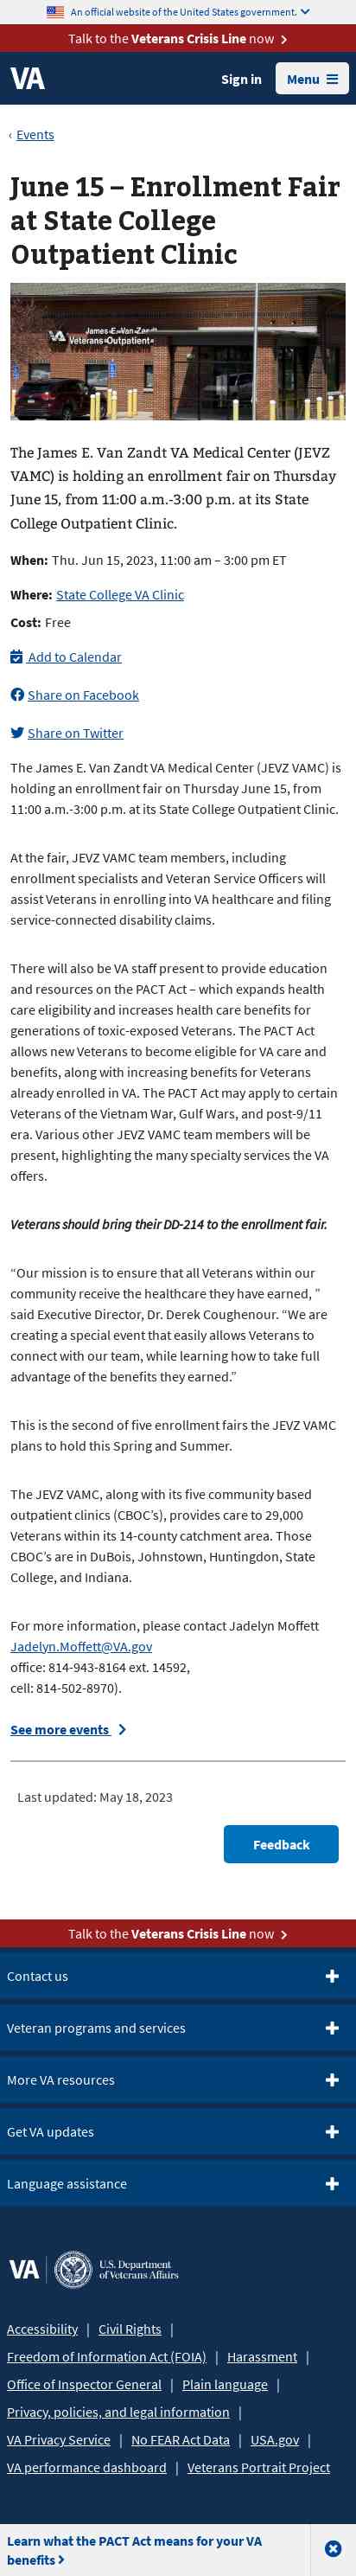 An official website of the United States government.
Talk to the Veterans Crisis Line now
VA
Sign in
Menu
Events
June 15 – Enrollment Fair
at State College
Outpatient Clinic
James E. Van Zandt
Veterans Outpatient
The James E. Van Zandt VA Medical Center (JEVZ
VAMC) is holding an enrollment fair on Thursday
June 15, from 11:00 a.m.-3:00 p.m. at its State
College Outpatient Clinic.
When: Thu. Jun 15, 2023, 11:00 am – 3:00 pm ET
Where: State College VA Clinic
Cost: Free
Add to Calendar
Share on Facebook
Share on Twitter
The James E. Van Zandt VA Medical Center (JEVZ VAMC) is
holding an enrollment fair on Thursday June 15, from
11:00 a.m.-3:00 p.m. at its State College Outpatient Clinic.
At the fair, JEVZ VAMC team members, including
enrollment specialists and Veteran Service Officers will
assist Veterans in enrolling into VA healthcare and filing
service-connected disability claims.
There will also be VA staff present to provide education
and resources on the PACT Act – which expands health
care eligibility and increases health care benefits for
generations of toxic-exposed Veterans. The PACT Act
allows new Veterans to become eligible for VA care and
benefits, along with increasing benefits for Veterans
already enrolled in VA. The PACT Act may apply to certain
Veterans of the Vietnam War, Gulf Wars, and post-9/11
era. Various other JEVZ VAMC team members will be
present, highlighting the many specialty services the VA
offers.
Veterans should bring their DD-214 to the enrollment fair.
“Our mission is to ensure that all Veterans within our
community receive the healthcare they have earned, ”
said Executive Director, Dr. Derek Coughenour. “We are
creating a special event that easily allows Veterans to
connect with our team, while learning how to take full
advantage of the benefits they earned.”
This is the second of five enrollment fairs the JEVZ VAMC
plans to hold this Spring and Summer.
The JEVZ VAMC, along with its five community based
outpatient clinics (CBOC’s), provides care to 29,000
Veterans within its 14-county catchment area. Those
CBOC’s are in DuBois, Johnstown, Huntingdon, State
College, and Indiana.
For more information, please contact Jadelyn Moffett
Jadelyn.Moffett@VA.gov
office: 814-943-8164 ext. 14592,
cell: 814-502-8970).
See more events
Last updated: May 18, 2023
Feedback
Talk to the Veterans Crisis Line now
Contact us
Veteran programs and services
More VA resources
Get VA updates
Language assistance
VA | U.S. Department
of Veterans Affairs
Accessibility | Civil Rights |
Freedom of Information Act (FOIA) | Harassment |
Office of Inspector General | Plain language |
Privacy, policies, and legal information |
VA Privacy Service | No FEAR Act Data | USA.gov |
VA performance dashboard | Veterans Portrait Project
Learn what the PACT Act means for your VA
benefits